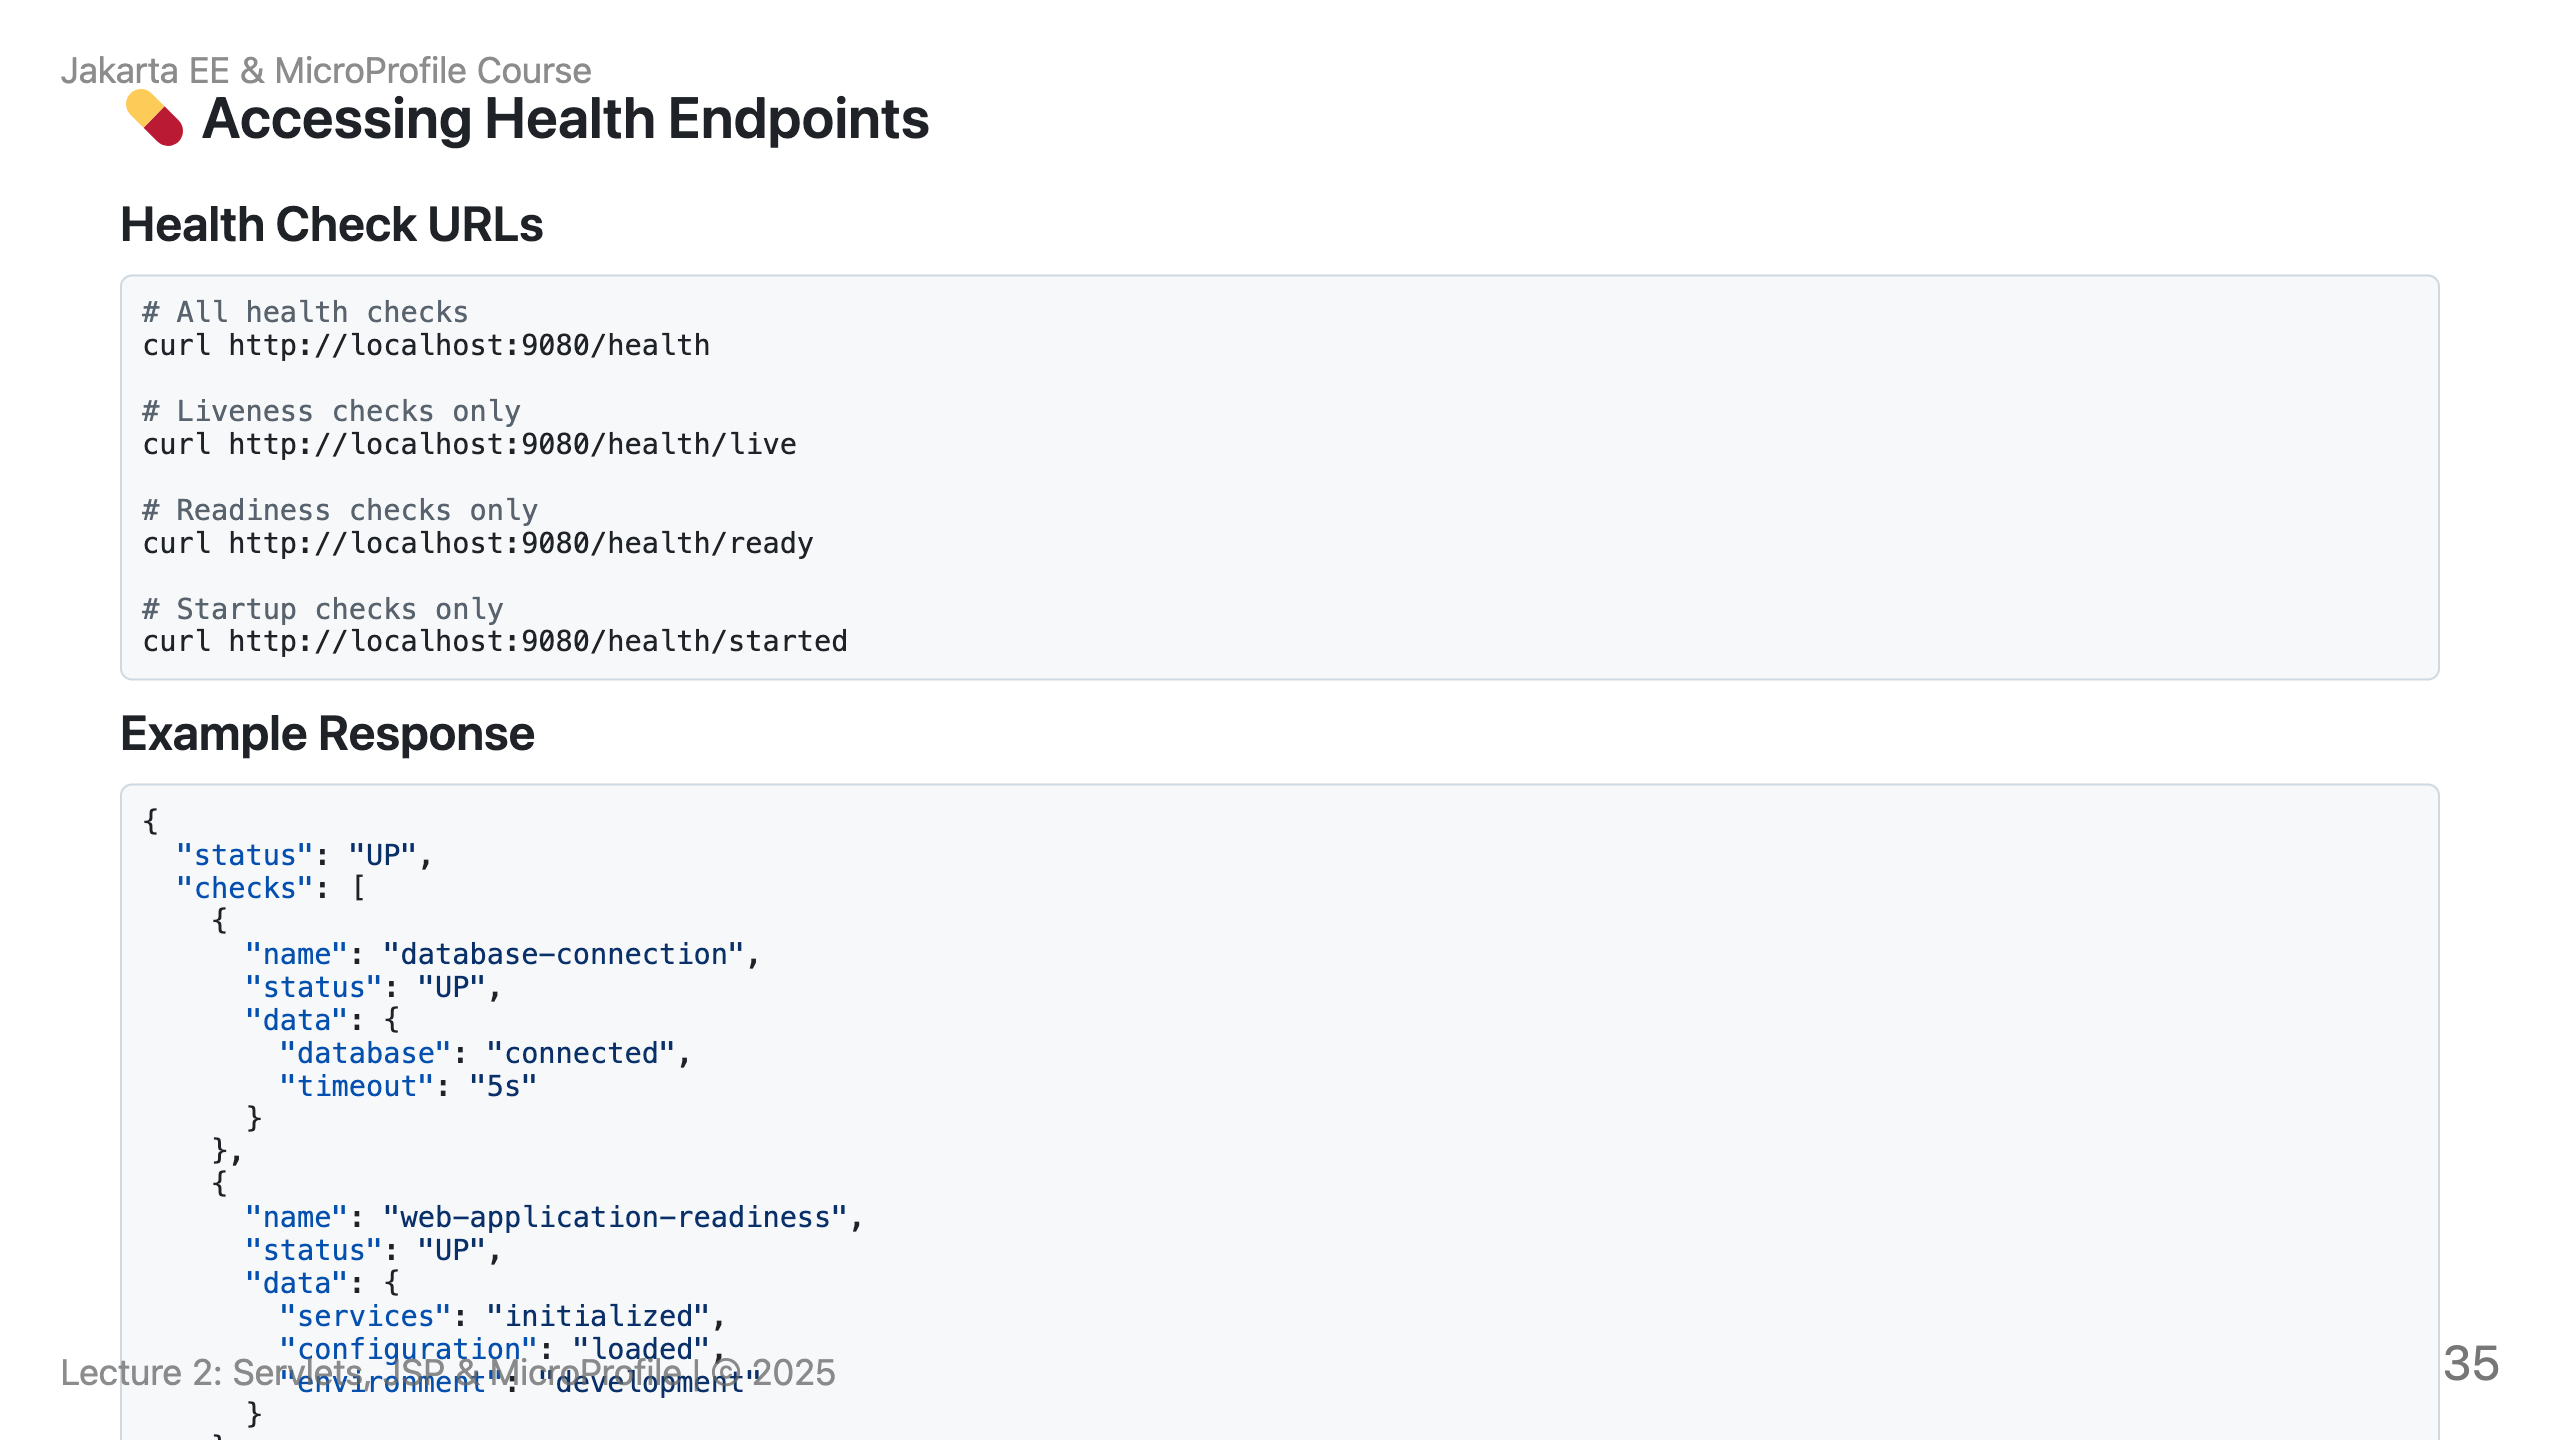 Jakarta EE & MicroProfile Course
Accessing Health Endpoints
Health Check URLs
# All health checks
curl http://localhost:9080/health
# Liveness checks only
curl http://localhost:9080/health/live
# Readiness checks only
curl http://localhost:9080/health/ready
# Startup checks only
curl http://localhost:9080/health/started
Example Response
{
  "status": "UP",
  "checks": [
    {
      "name": "database-connection",
      "status": "UP",
      "data": {
        "database": "connected",
        "timeout": "5s"
      }
    },
    {
      "name": "web-application-readiness",
      "status": "UP",
      "data": {
        "services": "initialized",
        "configuration": "loaded",
        "environment": "development"
      }
    }
Lecture 2: Servlets, JSP & MicroProfile | © 2025
35